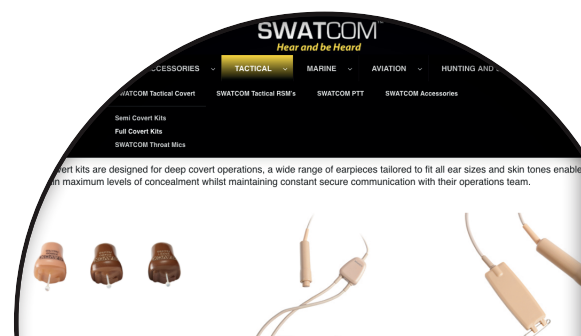 SWATCOM™
Hear and be Heard
CCESSORIES
TACTICAL
MARINE
AVIATION
HUNTING AND
SWATCOM Tactical Covert
SWATCOM Tactical RSM's
SWATCOM PTT
SWATCOM Accessories
Semi Covert Kits
Full Covert Kits
SWATCOM Throat Mics
vert kits are designed for deep covert operations, a wide range of earpieces tailored to fit all ear sizes and skin tones enable
n maximum levels of concealment whilst maintaining constant secure communication with their operations team.